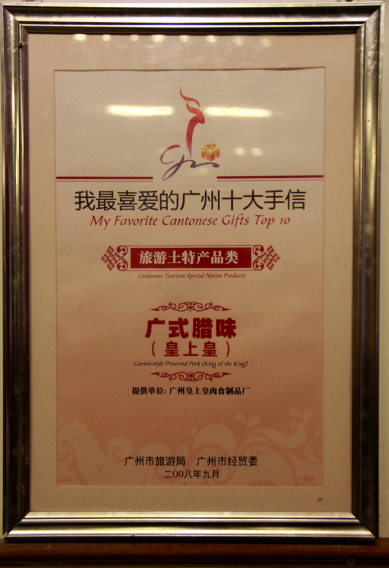 我最喜爱的广州十大手信
My Favorite Cantonese Gifts Top 10
旅游土特产品类
Cantonese Tourism Special Native Products
广式腊味
(皇上皇)
Canton-style Preserved Pork (King of the King)
提供单位:广州皇上皇肉食制品厂
广州市旅游局 广州市经贸委
二〇〇八年九月